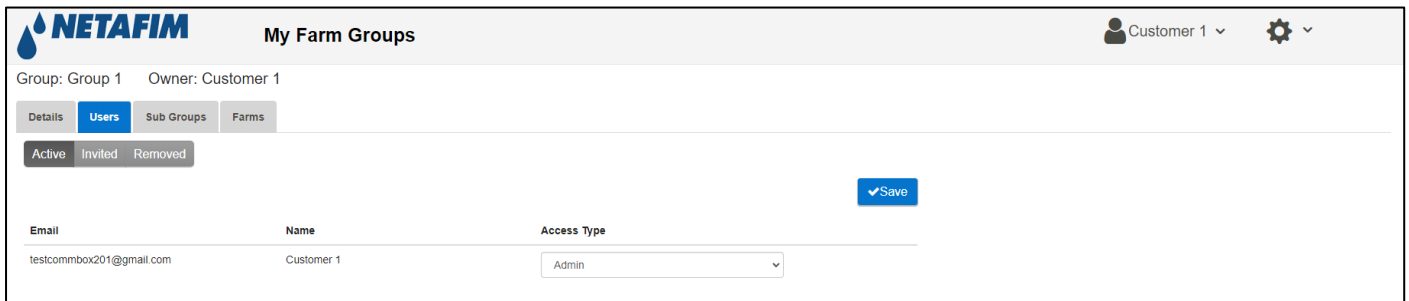 NETAFIM My Farm Groups Customer 1
Group: Group 1 Owner: Customer 1
Details Users Sub Groups Farms
Active Invited Removed
Save
Email Name Access Type
testcommbox201@gmail.com Customer 1 Admin